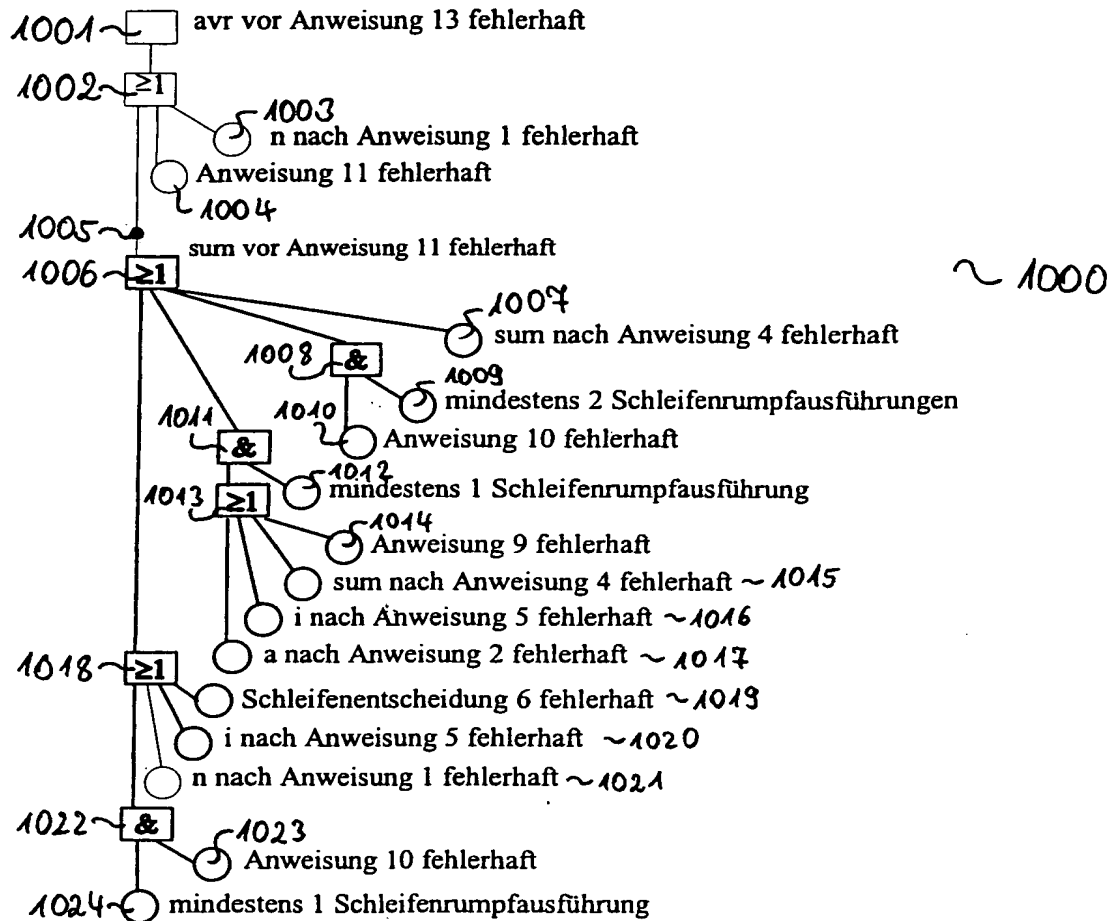 1001 avr vor Anweisung 13 fehlerhaft
1002 ≥1
1003
n nach Anweisung 1 fehlerhaft
Anweisung 11 fehlerhaft
1004
1005
sum vor Anweisung 11 fehlerhaft
1006 ≥1
~ 1000
1007
sum nach Anweisung 4 fehlerhaft
1008 &
1009
mindestens 2 Schleifenrumpfausführungen
1010 Anweisung 10 fehlerhaft
1011 &
1012
mindestens 1 Schleifenrumpfausführung
1013 ≥1
1014
Anweisung 9 fehlerhaft
sum nach Anweisung 4 fehlerhaft ~ 1015
i nach Anweisung 5 fehlerhaft ~ 1016
a nach Anweisung 2 fehlerhaft ~ 1017
1018 ≥1
Schleifenentscheidung 6 fehlerhaft ~ 1019
i nach Anweisung 5 fehlerhaft ~ 1020
n nach Anweisung 1 fehlerhaft ~ 1021
1022 &
1023
Anweisung 10 fehlerhaft
1024 mindestens 1 Schleifenrumpfausführung